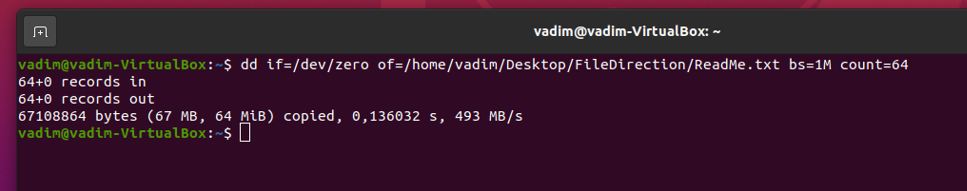 vadim@vadim-VirtualBox: ~
vadim@vadim-VirtualBox:~$ dd if=/dev/zero of=/home/vadim/Desktop/FileDirection/ReadMe.txt bs=1M count=64
64+0 records in
64+0 records out
67108864 bytes (67 MB, 64 MiB) copied, 0,136032 s, 493 MB/s
vadim@vadim-VirtualBox:~$